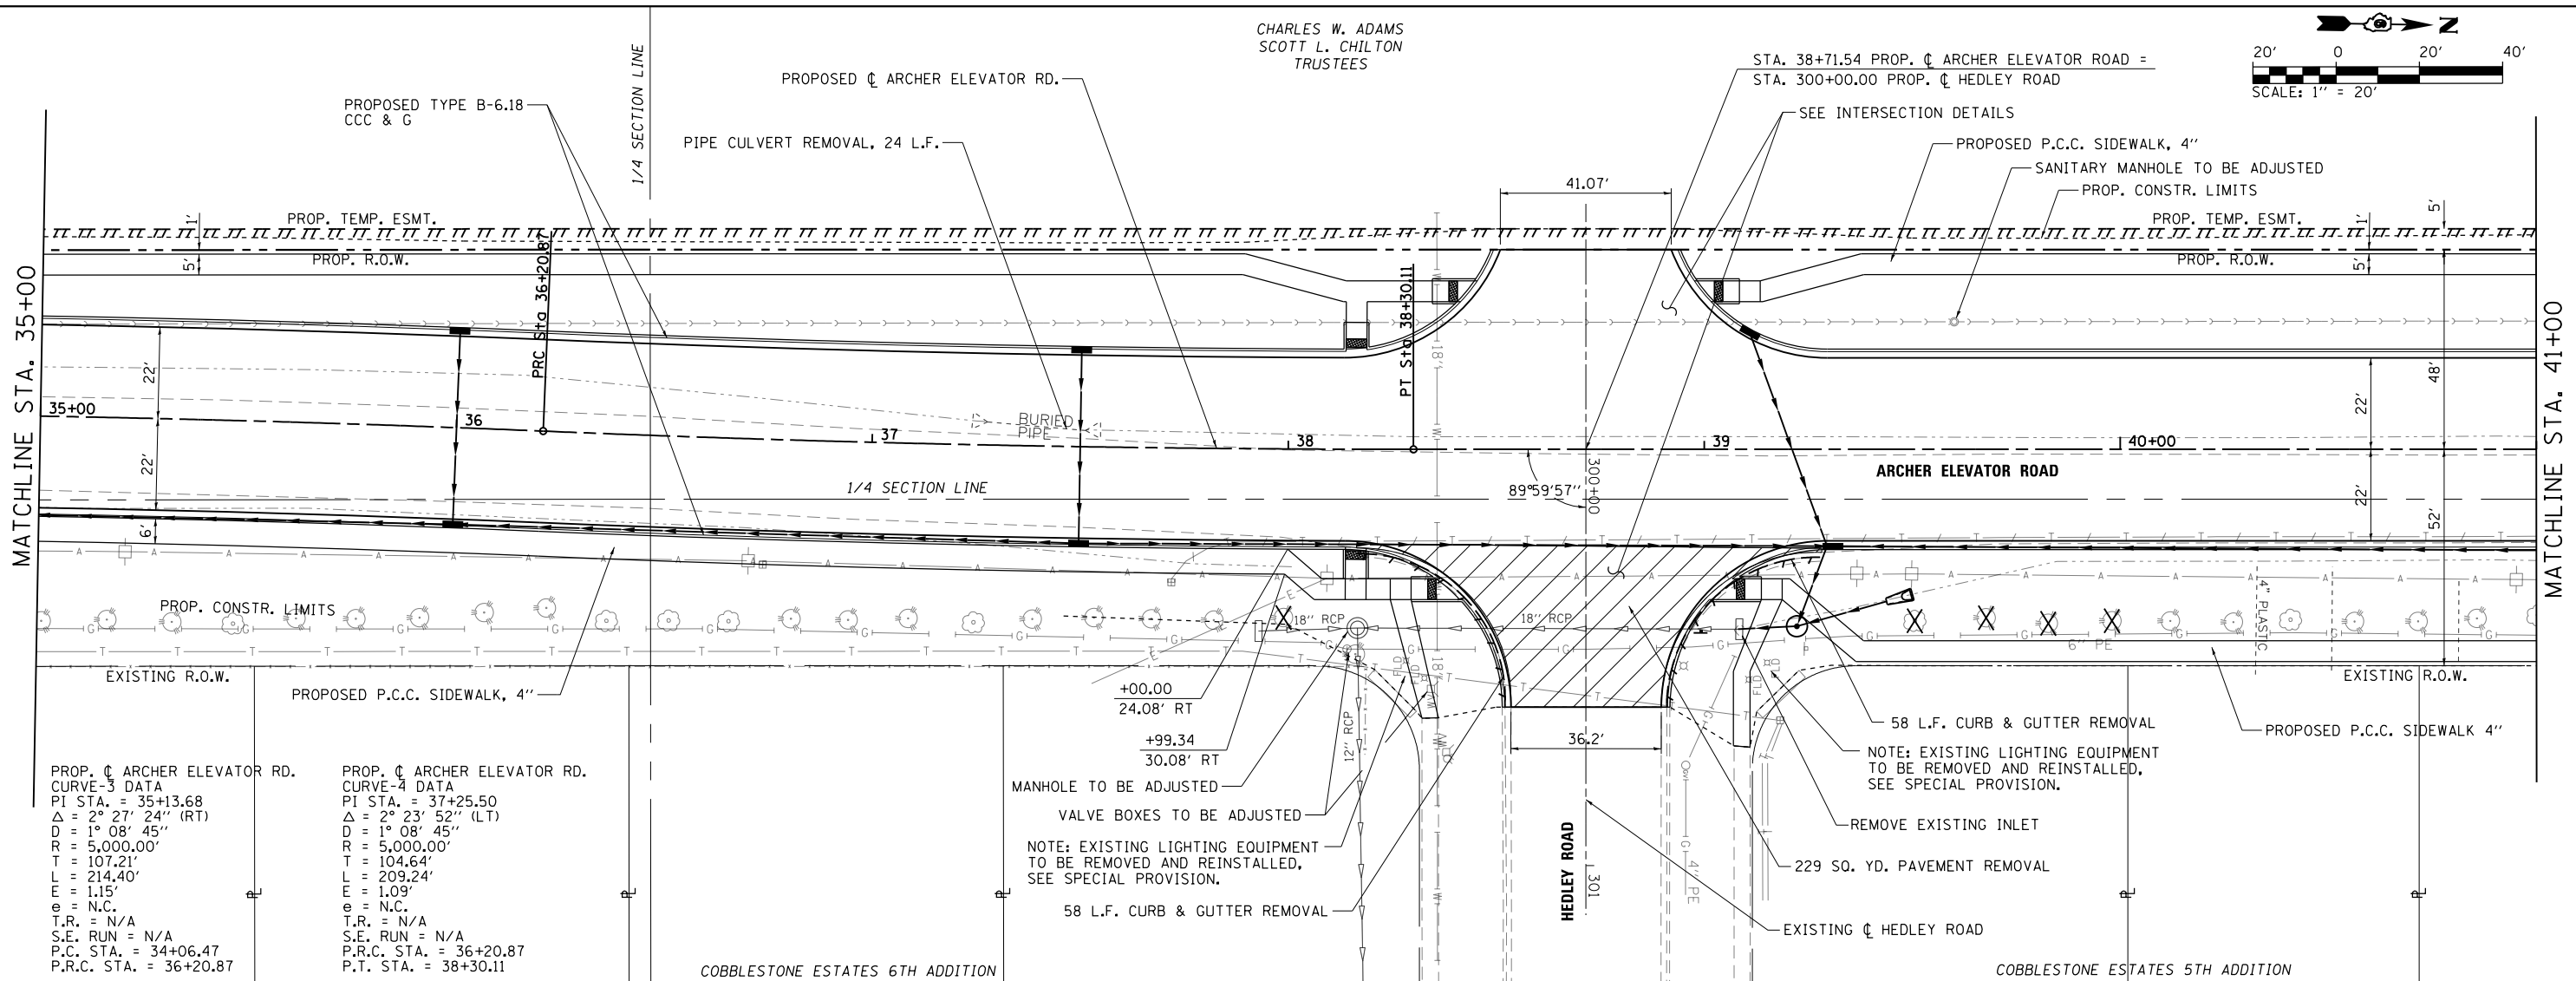 CHARLES W. ADAMS
SCOTT L. CHILTON
TRUSTEES
N
20' 0 20' 40'
SCALE: 1'' = 20'
1/4 SECTION LINE
PROPOSED ℄ ARCHER ELEVATOR RD.
STA. 38+71.54 PROP. ℄ ARCHER ELEVATOR ROAD =
STA. 300+00.00 PROP. ℄ HEDLEY ROAD
PROPOSED TYPE B-6.18
CCC & G
SEE INTERSECTION DETAILS
PIPE CULVERT REMOVAL, 24 L.F.
PROPOSED P.C.C. SIDEWALK, 4''
SANITARY MANHOLE TO BE ADJUSTED
PROP. CONSTR. LIMITS
41.07'
1'
PROP. TEMP. ESMT.
PROP. TEMP. ESMT.
1'
5'
5'
PROP. R.O.W.
PROP. R.O.W.
5'
MATCHLINE STA. 35+00
PRC Sta 36+20.87
PT Sta 38+30.11
MATCHLINE STA. 41+00
22'
18''
22'
48'
35+00
36
37
BURIED
PIPE
38
39
40+00
ARCHER ELEVATOR ROAD
22'
1/4 SECTION LINE
89°59'57''
300+00
22'
52'
6'
PROP. CONSTR. LIMITS
18'' RCP
18'' RCP
6'' PE
4'' PLASTIC
EXISTING R.O.W.
EXISTING R.O.W.
PROPOSED P.C.C. SIDEWALK, 4''
+00.00
24.08' RT
FLD
18''
FLD
58 L.F. CURB & GUTTER REMOVAL
PROPOSED P.C.C. SIDEWALK 4''
+99.34
30.08' RT
12'' RCP
36.2'
NOTE: EXISTING LIGHTING EQUIPMENT
TO BE REMOVED AND REINSTALLED,
SEE SPECIAL PROVISION.
MANHOLE TO BE ADJUSTED
VALVE BOXES TO BE ADJUSTED
REMOVE EXISTING INLET
NOTE: EXISTING LIGHTING EQUIPMENT
TO BE REMOVED AND REINSTALLED,
SEE SPECIAL PROVISION.
229 SQ. YD. PAVEMENT REMOVAL
58 L.F. CURB & GUTTER REMOVAL
HEDLEY ROAD
301
4'' PE
EXISTING ℄ HEDLEY ROAD
PROP. ℄ ARCHER ELEVATOR RD.
CURVE-3 DATA
PI STA. = 35+13.68
Δ = 2° 27' 24'' (RT)
D = 1° 08' 45''
R = 5,000.00'
T = 107.21'
L = 214.40'
E = 1.15'
e = N.C.
T.R. = N/A
S.E. RUN = N/A
P.C. STA. = 34+06.47
P.R.C. STA. = 36+20.87
PROP. ℄ ARCHER ELEVATOR RD.
CURVE-4 DATA
PI STA. = 37+25.50
Δ = 2° 23' 52'' (LT)
D = 1° 08' 45''
R = 5,000.00'
T = 104.64'
L = 209.24'
E = 1.09'
e = N.C.
T.R. = N/A
S.E. RUN = N/A
P.R.C. STA. = 36+20.87
P.T. STA. = 38+30.11
COBBLESTONE ESTATES 6TH ADDITION
COBBLESTONE ESTATES 5TH ADDITION